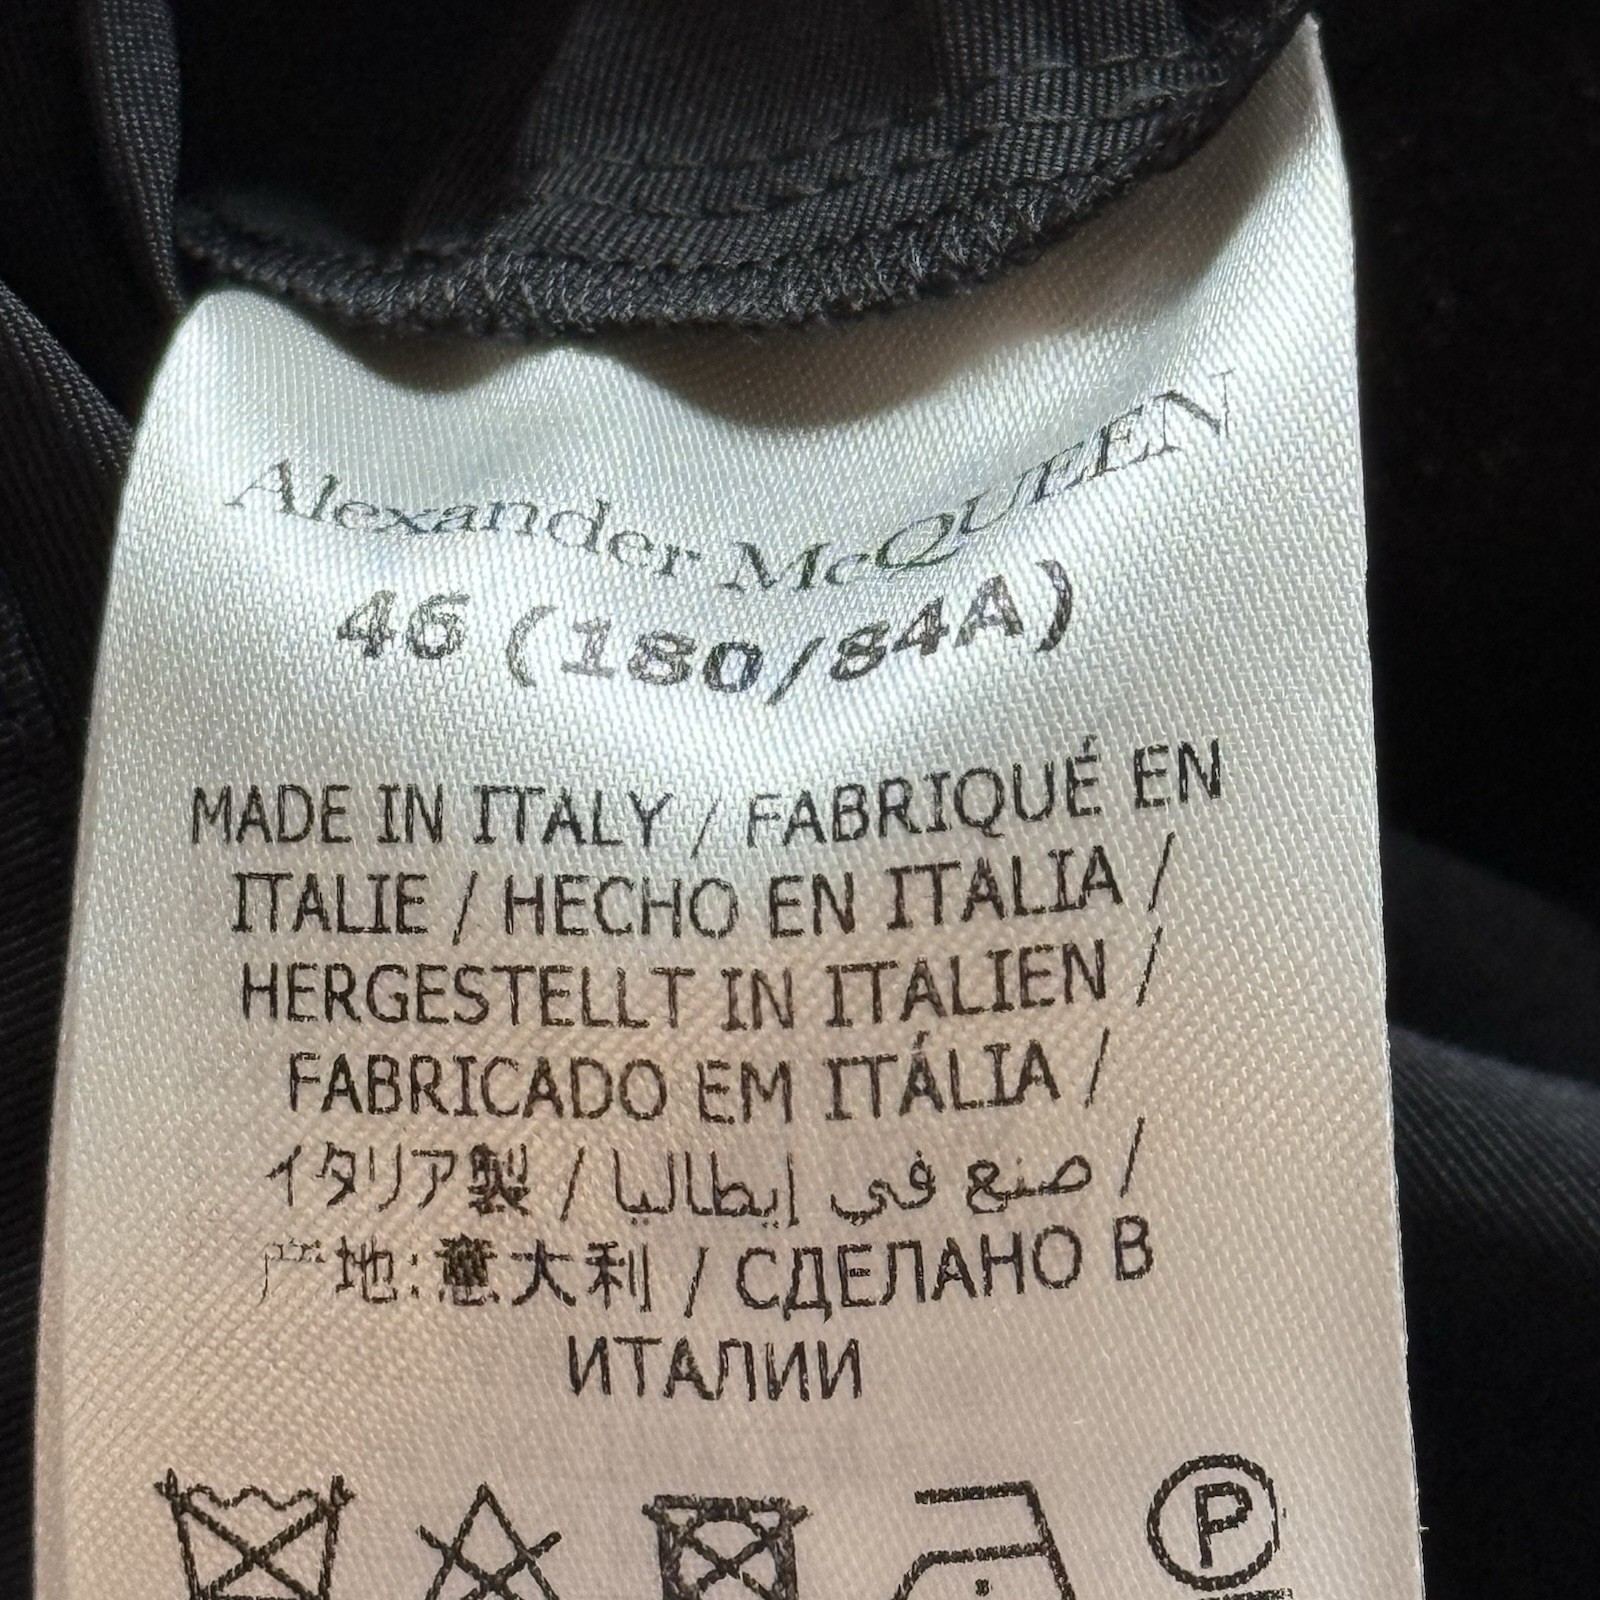 Alexander McQUEEN
46 (180/84A)
MADE IN ITALY / FABRIQUÉ EN
ITALIE / HECHO EN ITALIA /
HERGESTELLT IN ITALIEN /
FABRICADO EM ITÁLIA /
イタリア製 / صنع في إيطاليا /
产地:意大利 / СДЕЛАНО В
ИТАЛИИ
P